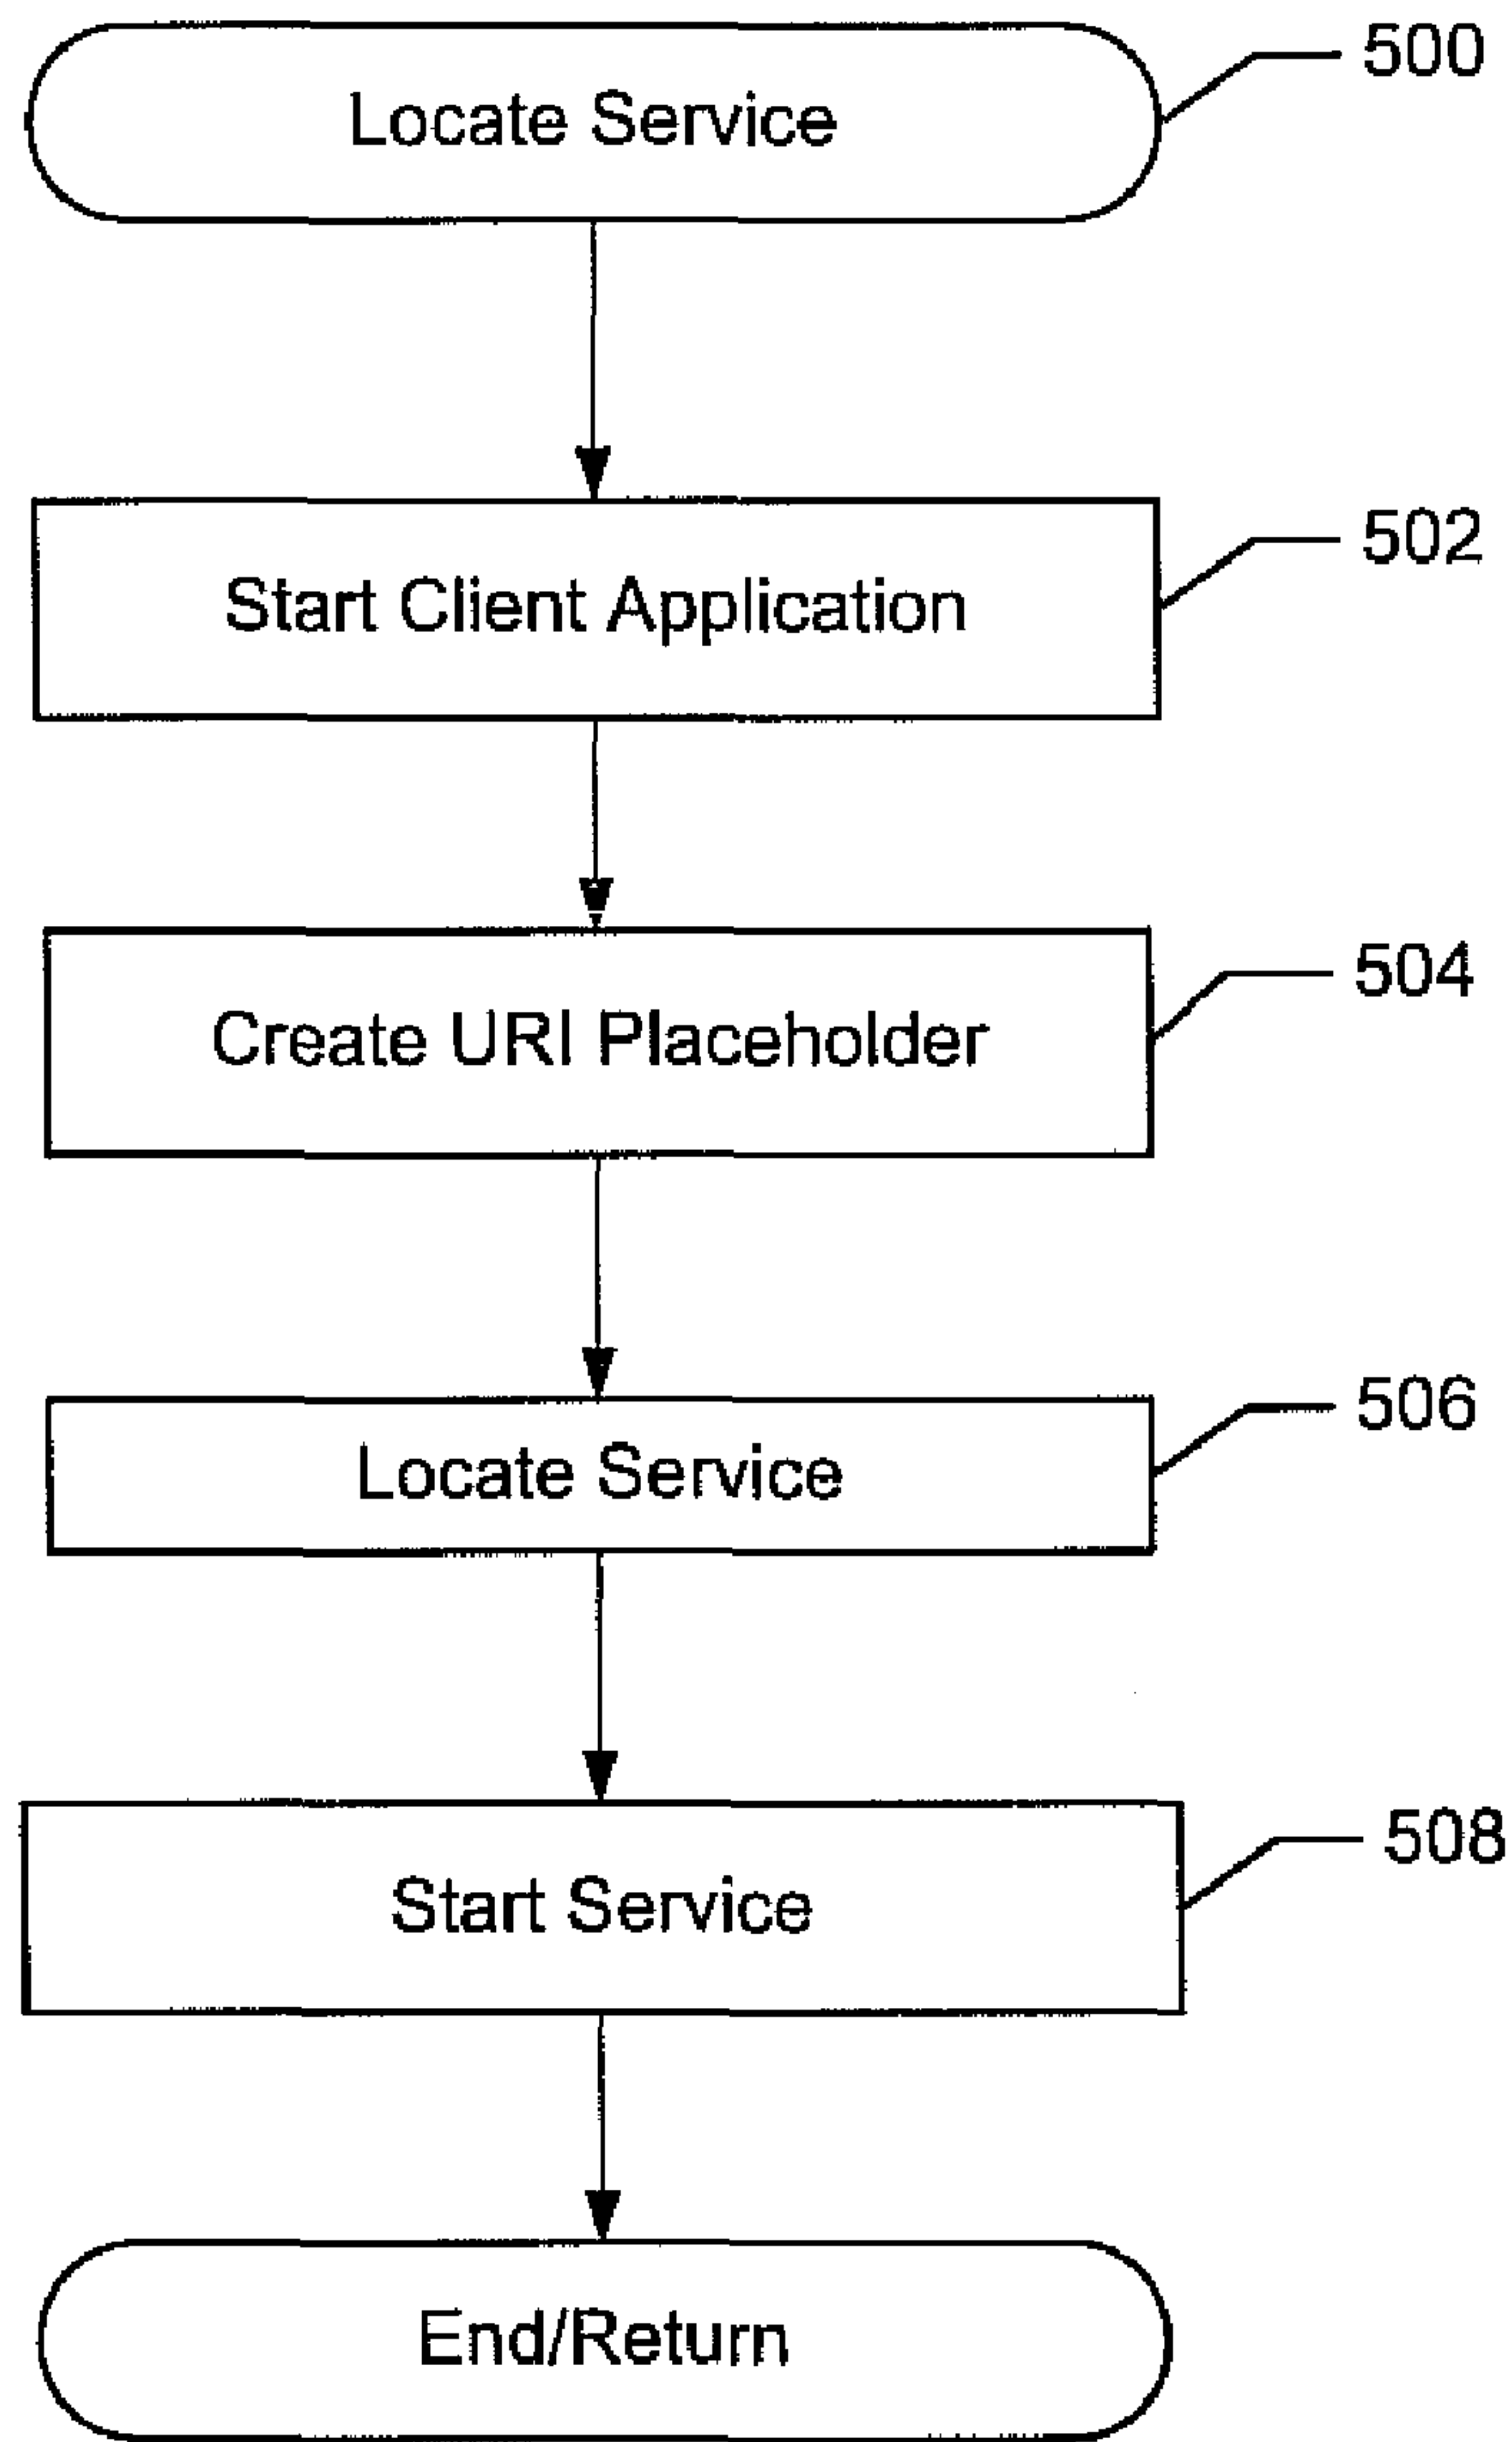 500
Locate Service
502
Start Client Application
504
Create URI Placeholder
506
Locate Service
508
Start Service
End/Return